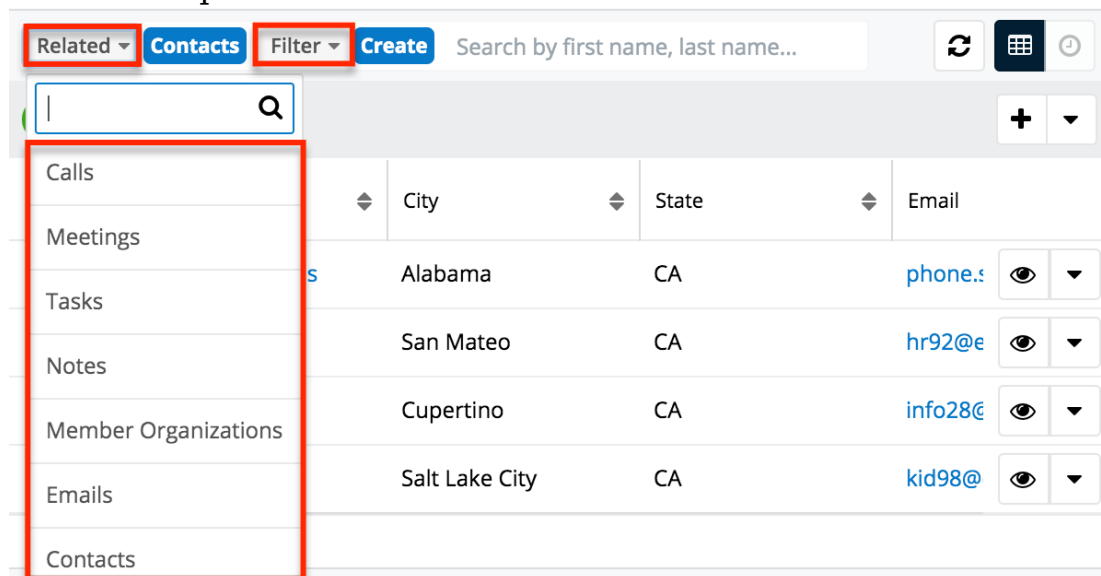 Related Contacts Filter Create Search by first name, last name...
Calls
City State Email
Meetings
s Alabama CA phone.s
Tasks
San Mateo CA hr92@e
Notes
Cupertino CA info28@
Member Organizations
Salt Lake City CA kid98@
Emails
Contacts